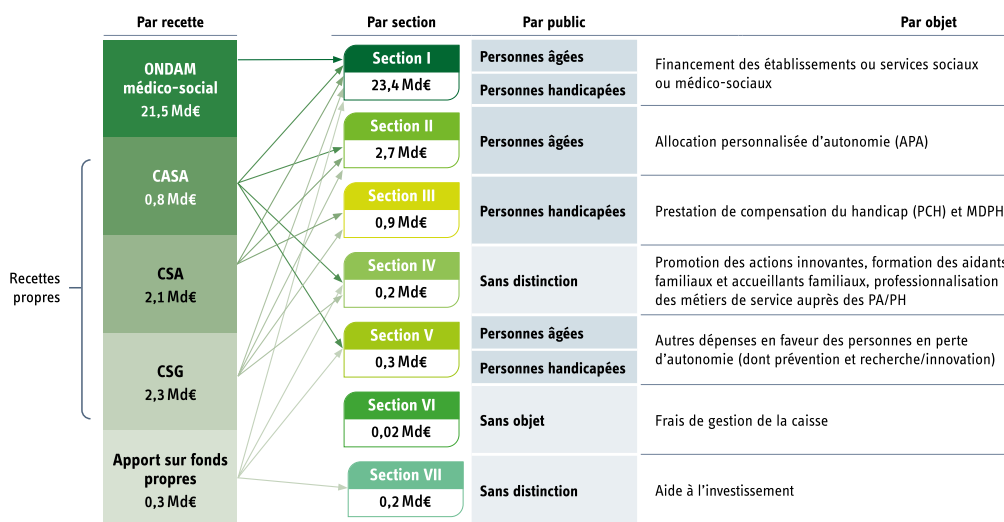 Par recette
Par section
Par public
Par objet
ONDAM
médico-social
21,5 Md€
CASA
0,8 Md€
CSA
2,1 Md€
CSG
2,3 Md€
Apport sur fonds
propres
0,3 Md€
Recettes
propres
Section I
23,4 Md€
Personnes âgées
Personnes handicapées
Financement des établissements ou services sociaux
ou médico-sociaux
Section II
2,7 Md€
Personnes âgées
Allocation personnalisée d’autonomie (APA)
Section III
0,9 Md€
Personnes handicapées
Prestation de compensation du handicap (PCH) et MDPH
Section IV
0,2 Md€
Sans distinction
Promotion des actions innovantes, formation des aidants
familiaux et accueillants familiaux, professionnalisation
des métiers de service auprès des PA/PH
Section V
0,3 Md€
Personnes âgées
Personnes handicapées
Autres dépenses en faveur des personnes en perte
d’autonomie (dont prévention et recherche/innovation)
Section VI
0,02 Md€
Sans objet
Frais de gestion de la caisse
Section VII
0,2 Md€
Sans distinction
Aide à l’investissement